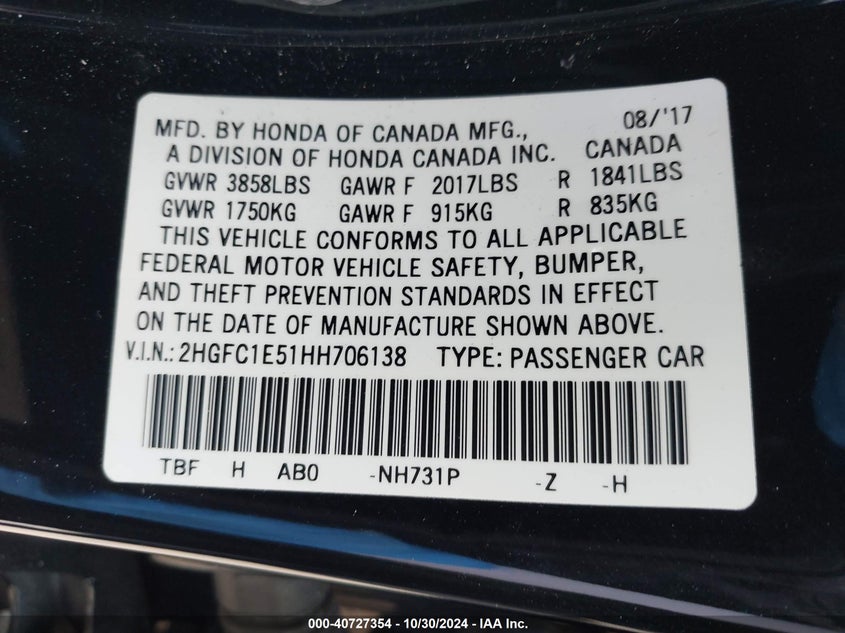 MFD. BY HONDA OF CANADA MFG., 08/'17
A DIVISION OF HONDA CANADA INC. CANADA
GVWR 3858LBS GAWR F 2017LBS R 1841LBS
GVWR 1750KG GAWR F 915KG R 835KG
THIS VEHICLE CONFORMS TO ALL APPLICABLE
FEDERAL MOTOR VEHICLE SAFETY, BUMPER,
AND THEFT PREVENTION STANDARDS IN EFFECT
ON THE DATE OF MANUFACTURE SHOWN ABOVE.
V.I.N.: 2HGFC1E51HH706138 TYPE: PASSENGER CAR
TBF H AB0 -NH731P -Z -H
000-40727354 - 10/30/2024 - IAA Inc.